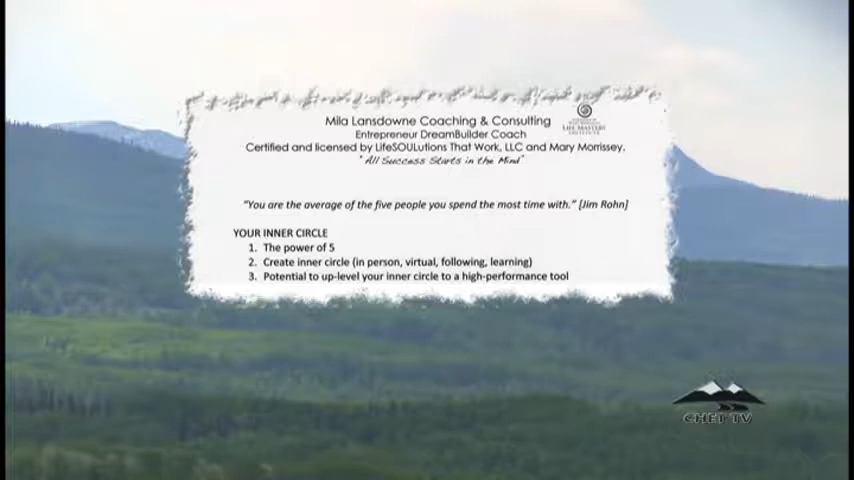 Mila Lansdowne Coaching & Consulting
Entrepreneur DreamBuilder Coach
LIFE MASTERY
INSTITUTE
Certified and licensed by LifeSOULutions That Work, LLC and Mary Morrissey.
"All Success Starts in the Mind"
"You are the average of the five people you spend the most time with." [Jim Rohn]
YOUR INNER CIRCLE
1. The power of 5
2. Create inner circle (in person, virtual, following, learning)
3. Potential to up-level your inner circle to a high-performance tool
CHET TV